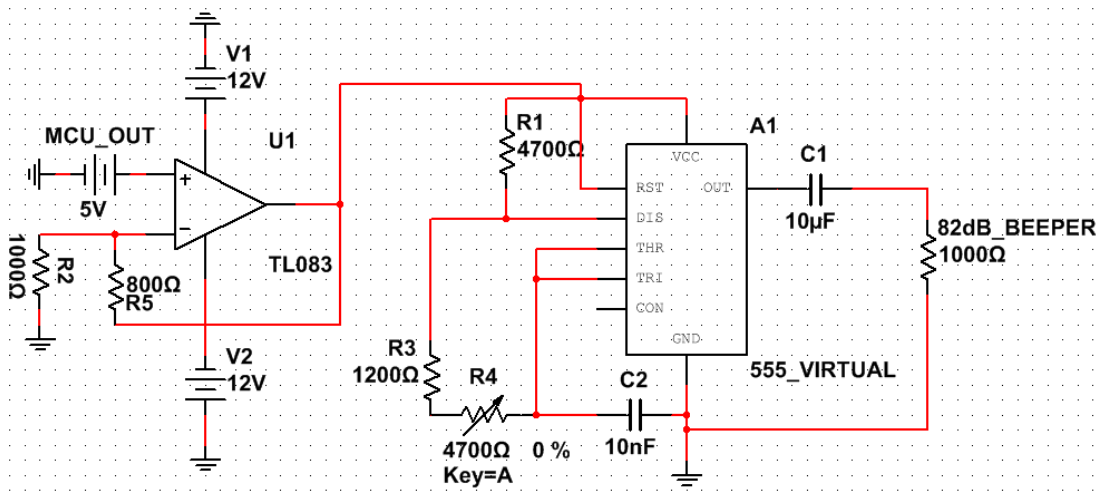 V1
12V
MCU_OUT
5V
U1
+
−
TL083
1000Ω
R2
800Ω
R5
V2
12V
R1
4700Ω
A1
VCC
RST
OUT
DIS
THR
TRI
CON
GND
555_VIRTUAL
C1
10µF
82dB_BEEPER
1000Ω
R3
1200Ω
R4
4700Ω
0 %
Key=A
C2
10nF